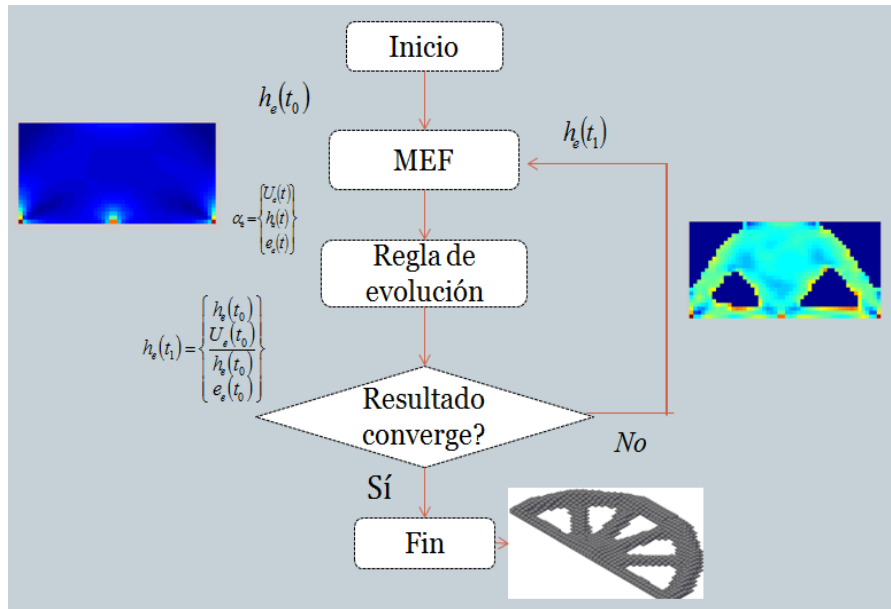 Inicio
h_e(t_0)
MEF
h_e(t_1)
α_e = { U_e(t)
h_e(t)
e_e(t) }
Regla de
evolución
h_e(t_1) = { h_e(t_0)
U_e(t_0)
h_e(t_0)
e_e(t_0) }
Resultado
converge?
No
Sí
Fin